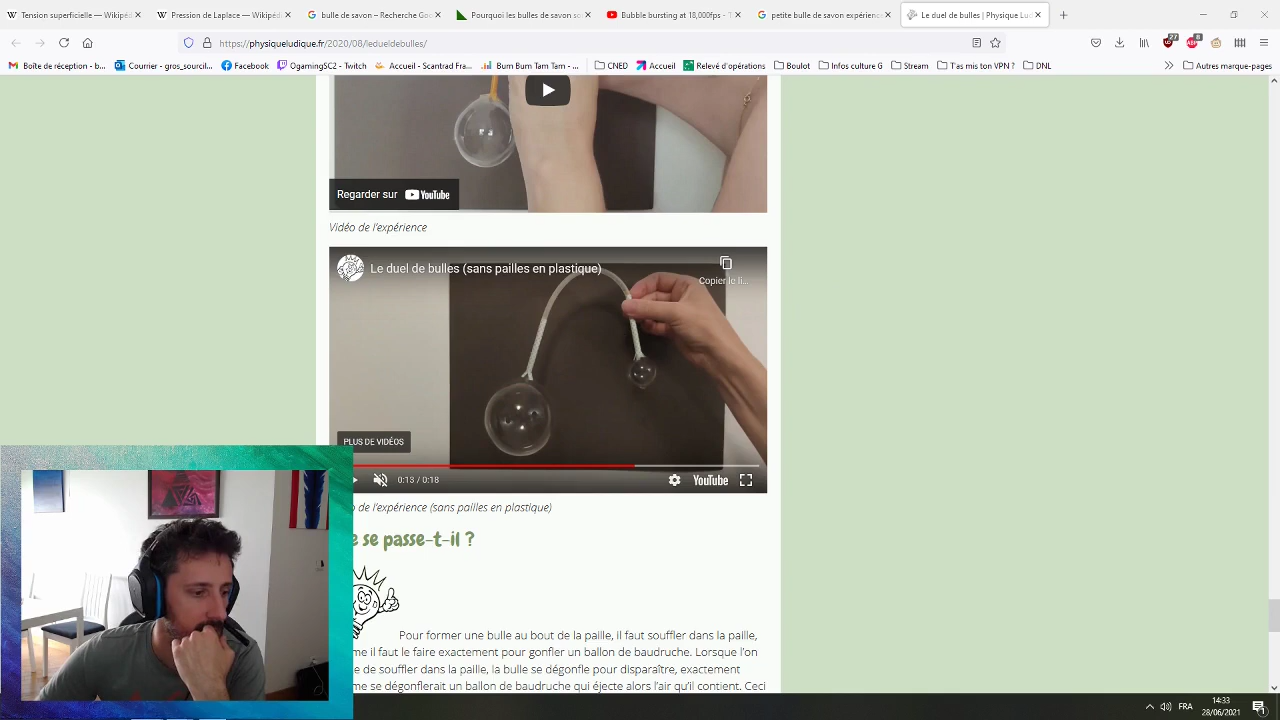 Tension superficielle — Wikipéd
Pression de Laplace — Wikipéd
bulle de savon – Recherche Goo
Pourquoi les bulles de savon so
Bubble bursting at 18,000fps - T
petite bulle de savon expérience
Le duel de bulles | Physique Lud
https://physiqueludique.fr/2020/08/ledueldebulles/
27
8
Boîte de réception - b...
Courrier - gros_sourcil...
Facebook
OgamingSC2 - Twitch
Accueil - Scantrad Fra...
Bum Bum Tam Tam - ...
CNED
Accueil
Relevé d'opérations
Boulot
Infos culture G
Stream
T'as mis ton VPN ?
DNL
Autres marque-pages
Regarder sur YouTube
Vidéo de l'expérience
Le duel de bulles (sans pailles en plastique)
Copier le li...
PLUS DE VIDÉOS
0:13 / 0:18
YouTube
o de l'expérience (sans pailles en plastique)
e se passe-t-il ?
Pour former une bulle au bout de la paille, il faut souffler dans la paille,
me il faut le faire exactement pour gonfler un ballon de baudruche. Lorsque l'on
de souffler dans la paille, la bulle se dégonfle pour disparaître, exactement
me se dégonflerait un ballon de baudruche qui éjecte alors l'air qu'il contient. Ceci
FRA
14:33
28/06/2021
1